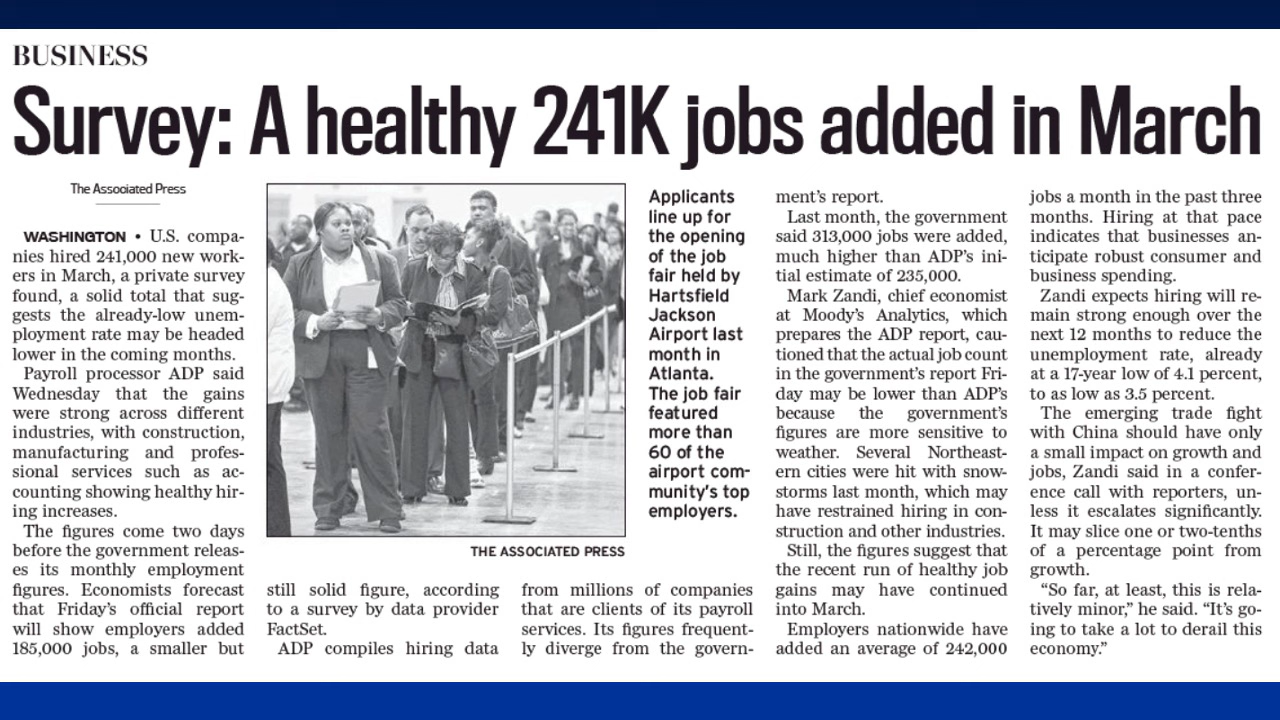 BUSINESS
Survey: A healthy 241K jobs added in March
The Associated Press
WASHINGTON • U.S. compa-
nies hired 241,000 new work-
ers in March, a private survey
found, a solid total that sug-
gests the already-low unem-
ployment rate may be headed
lower in the coming months.
Payroll processor ADP said
Wednesday that the gains
were strong across different
industries, with construction,
manufacturing and profes-
sional services such as ac-
counting showing healthy hir-
ing increases.
The figures come two days
before the government releas-
es its monthly employment
figures. Economists forecast
that Friday's official report
will show employers added
185,000 jobs, a smaller but
THE ASSOCIATED PRESS
Applicants
line up for
the opening
of the job
fair held by
Hartsfield
Jackson
Airport last
month in
Atlanta.
The job fair
featured
more than
60 of the
airport com-
munity's top
employers.
still solid figure, according
to a survey by data provider
FactSet.
ADP compiles hiring data
from millions of companies
that are clients of its payroll
services. Its figures frequent-
ly diverge from the govern-
ment's report.
Last month, the government
said 313,000 jobs were added,
much higher than ADP's ini-
tial estimate of 235,000.
Mark Zandi, chief economist
at Moody's Analytics, which
prepares the ADP report, cau-
tioned that the actual job count
in the government's report Fri-
day may be lower than ADP's
because the government's
figures are more sensitive to
weather. Several Northeast-
ern cities were hit with snow-
storms last month, which may
have restrained hiring in con-
struction and other industries.
Still, the figures suggest that
the recent run of healthy job
gains may have continued
into March.
Employers nationwide have
added an average of 242,000
jobs a month in the past three
months. Hiring at that pace
indicates that businesses an-
ticipate robust consumer and
business spending.
Zandi expects hiring will re-
main strong enough over the
next 12 months to reduce the
unemployment rate, already
at a 17-year low of 4.1 percent,
to as low as 3.5 percent.
The emerging trade fight
with China should have only
a small impact on growth and
jobs, Zandi said in a confer-
ence call with reporters, un-
less it escalates significantly.
It may slice one or two-tenths
of a percentage point from
growth.
"So far, at least, this is rela-
tively minor," he said. "It's go-
ing to take a lot to derail this
economy."